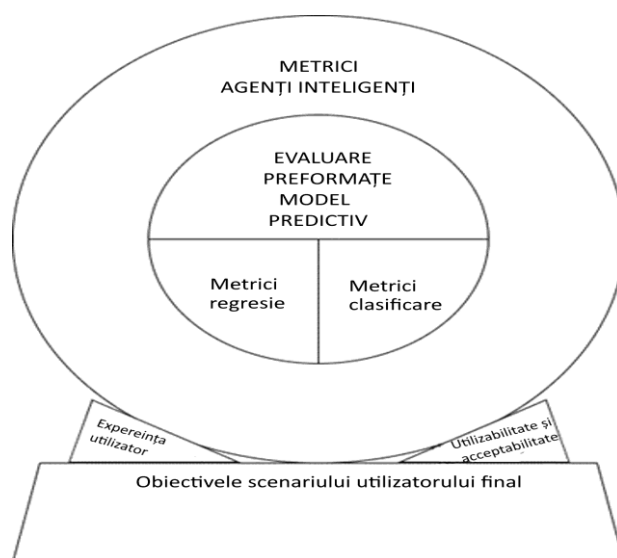 METRICI
AGENȚI INTELIGENȚI
EVALUARE
PREFORMAȚE
MODEL
PREDICTIV
Metrici
regresie
Metrici
clasificare
Expereința
utilizator
Utilizabilitate și
acceptabilitate
Obiectivele scenariului utilizatorului final